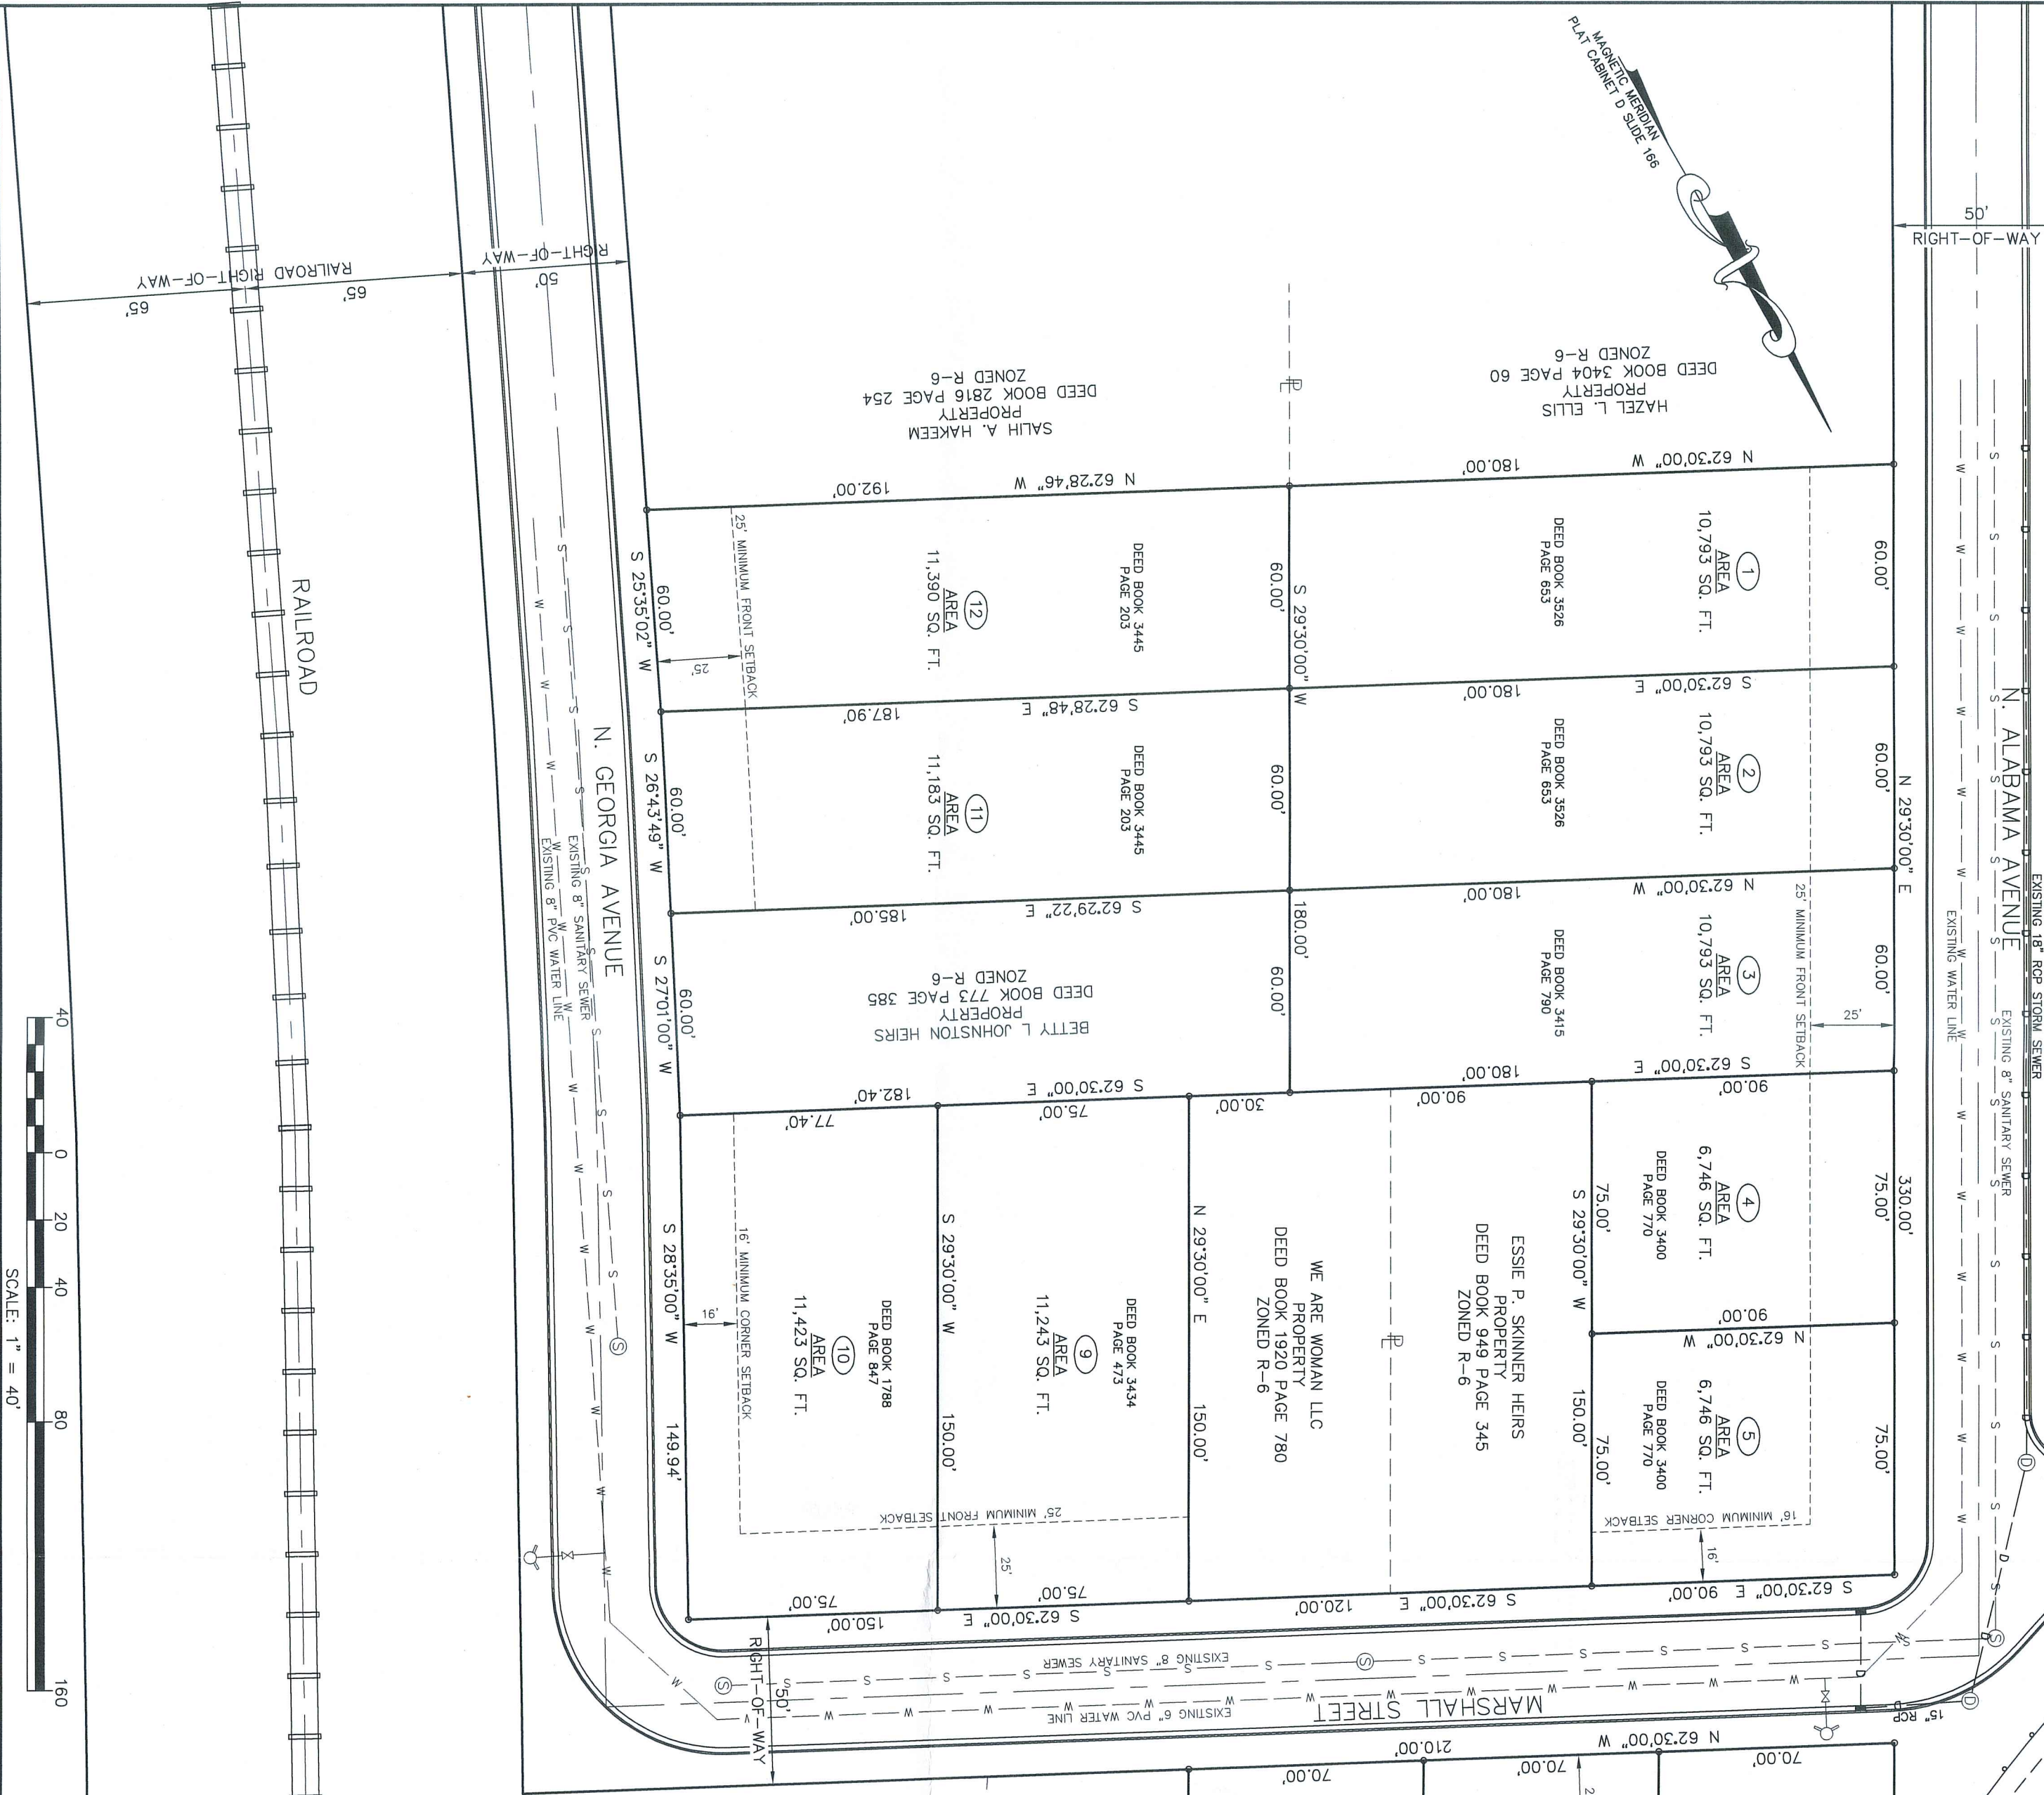 MAGNETIC MERIDIAN
PLAT CABINET D SLIDE 166
50'
RIGHT-OF-WAY
N. ALABAMA AVENUE
EXISTING 18" RCP STORM SEWER
EXISTING 8" SANITARY SEWER
EXISTING WATER LINE
HAZEL L. ELLIS
PROPERTY
DEED BOOK 3404 PAGE 60
ZONED R-6
SALIH A. HAKEEM
PROPERTY
DEED BOOK 2816 PAGE 254
ZONED R-6
RAILROAD RIGHT-OF-WAY
65'
65'
50'
RIGHT-OF-WAY
RAILROAD
PL
N 62°30'00" W
180.00'
N 62°28'46" W
192.00'
60.00'
1
AREA
10,793 SQ. FT.
DEED BOOK 3526
PAGE 653
60.00'
S 29°30'00" W
180.00'
DEED BOOK 3445
PAGE 203
12
AREA
11,390 SQ. FT.
25' MINIMUM FRONT SETBACK
25'
60.00'
S 25°35'02" W
S 62°30'00" E
180.00'
S 62°28'48" E
187.90'
60.00'
N 29°30'00" E
330.00'
2
AREA
10,793 SQ. FT.
DEED BOOK 3526
PAGE 653
60.00'
DEED BOOK 3445
PAGE 203
11
AREA
11,183 SQ. FT.
60.00'
S 26°43'49" W
N 62°30'00" W
180.00'
S 62°29'22" E
185.00'
25' MINIMUM FRONT SETBACK
25'
60.00'
3
AREA
10,793 SQ. FT.
DEED BOOK 3415
PAGE 790
60.00'
BETTY L JOHNSTON HEIRS
PROPERTY
DEED BOOK 773 PAGE 385
ZONED R-6
60.00'
S 27°01'00" W
S 62°30'00" E
180.00'
90.00'
90.00'
30.00'
S 62°30'00" E
182.40'
75.00'
77.40'
75.00'
4
AREA
6,746 SQ. FT.
DEED BOOK 3400
PAGE 770
75.00'
N 62°30'00" W
90.00'
75.00'
5
AREA
6,746 SQ. FT.
DEED BOOK 3400
PAGE 770
75.00'
S 29°30'00" W
150.00'
16' MINIMUM CORNER SETBACK
16'
S 62°30'00" E
90.00'
ESSIE P. SKINNER HEIRS
PROPERTY
DEED BOOK 949 PAGE 345
ZONED R-6
PL
WE ARE WOMAN LLC
PROPERTY
DEED BOOK 1920 PAGE 780
ZONED R-6
S 62°30'00" E
120.00'
N 29°30'00" E
150.00'
DEED BOOK 3434
PAGE 473
9
AREA
11,243 SQ. FT.
S 29°30'00" W
150.00'
25' MINIMUM FRONT SETBACK
25'
S 62°30'00" E
150.00'
75.00'
75.00'
DEED BOOK 1788
PAGE 847
10
AREA
11,423 SQ. FT.
16' MINIMUM CORNER SETBACK
16'
S 28°35'00" W
149.94'
N. GEORGIA AVENUE
EXISTING 8" SANITARY SEWER
EXISTING 8" PVC WATER LINE
MARSHALL STREET
EXISTING 8" SANITARY SEWER
EXISTING 6" PVC WATER LINE
50'
RIGHT-OF-WAY
15" RCP
N 62°30'00" W
210.00'
70.00'
70.00'
70.00'
2
40
0
20
40
80
160
SCALE: 1" = 40'